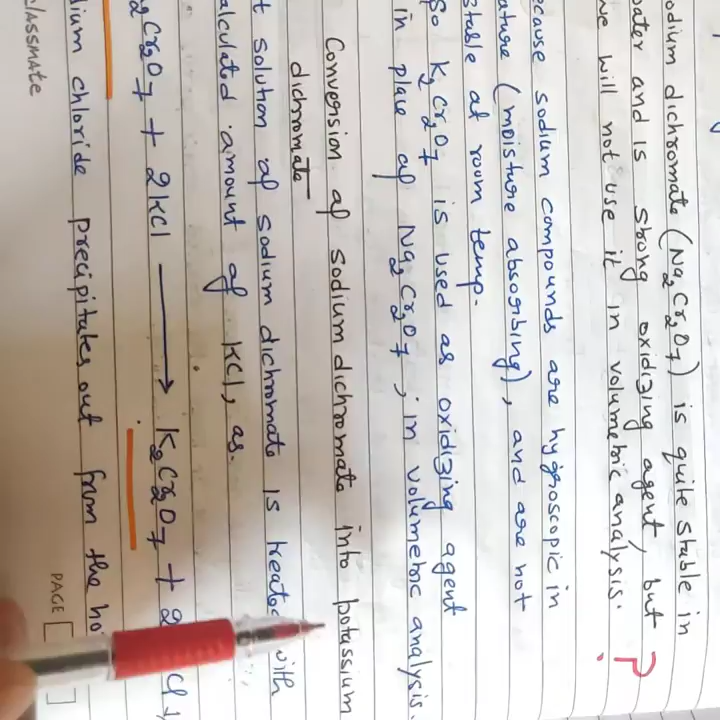 odium dichromate (Na2Cr2O7) is quite stable in
water and is strong oxidizing agent, but
we will not use it in volumetric analysis. ?
ecause sodium compounds are hygroscopic in
ature (moisture absorbing), and are not
stable at room temp.
So K2Cr2O7 is used as oxidizing agent
in place of Na2Cr2O7, in volumetric analysis.
Conversion of sodium dichromate into potassium
dichromate
t solution of sodium dichromate is treated with
alculated amount of KCl, as.
2Cr2O7 + 2KCl ⟶ K2Cr2O7 + 2
dium chloride precipitates out from the ho
classmate
PAGE